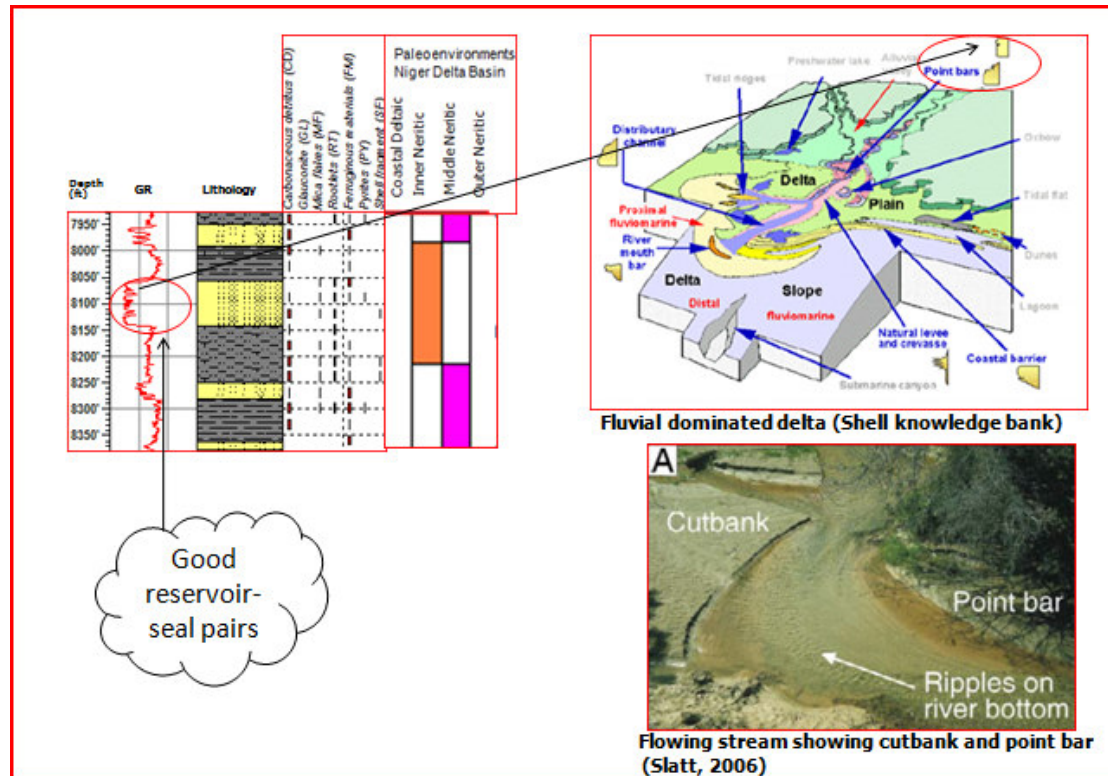 Paleoenvironments
Niger Delta Basin
Carbonaceous detritus (CD)
Glauconite (GL)
Mica flakes (MF)
Rootlets (RT)
Ferruginous materials (FM)
Pyrites (PY)
Shell fragment (SF)
Coastal Deltaic
Inner Neritic
Middle Neritic
Outer Neritic
Depth
(ft)
GR
Lithology
7950
8000
8050
8100
8150
8200
8250
8300
8350
Good
reservoir-
seal pairs
Freshwater lake
Alluvial
valley
Tidal ridges
Point bars
Distributary
channel
Oxbow
Delta
Plain
Tidal flat
Proximal
fluviomarine
River
mouth
bar
Dunes
Lagoon
Delta
Slope
Distal
fluviomarine
Natural levee
and crevasse
Coastal barrier
Submarine canyon
Fluvial dominated delta (Shell knowledge bank)
A
Cutbank
Point bar
Ripples on
river bottom
Flowing stream showing cutbank and point bar
(Slatt, 2006)